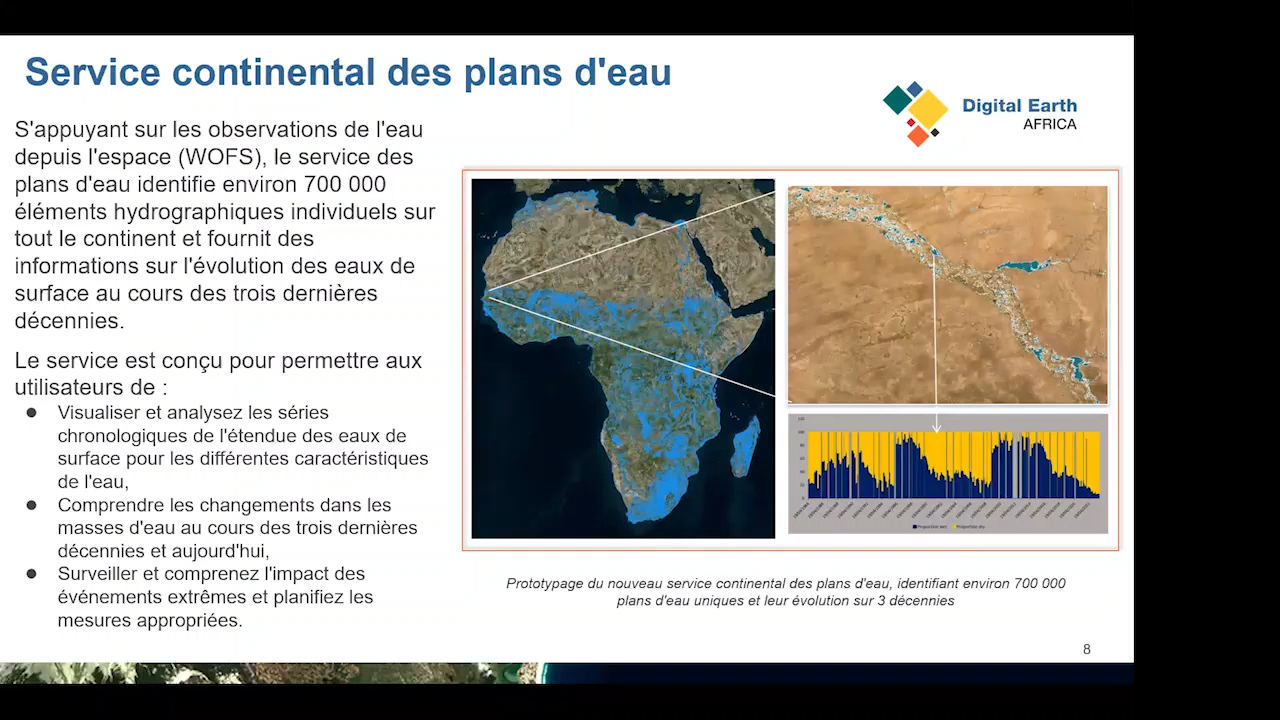 Service continental des plans d'eau
Digital Earth
AFRICA
S'appuyant sur les observations de l'eau
depuis l'espace (WOFS), le service des
plans d'eau identifie environ 700 000
éléments hydrographiques individuels sur
tout le continent et fournit des
informations sur l'évolution des eaux de
surface au cours des trois dernières
décennies.
Le service est conçu pour permettre aux
utilisateurs de :
● Visualiser et analysez les séries
chronologiques de l'étendue des eaux de
surface pour les différentes caractéristiques
de l'eau,
● Comprendre les changements dans les
masses d'eau au cours des trois dernières
décennies et aujourd'hui,
● Surveiller et comprenez l'impact des
événements extrêmes et planifiez les
mesures appropriées.
Proportion wet Proportion dry
Prototypage du nouveau service continental des plans d'eau, identifiant environ 700 000
plans d'eau uniques et leur évolution sur 3 décennies
8